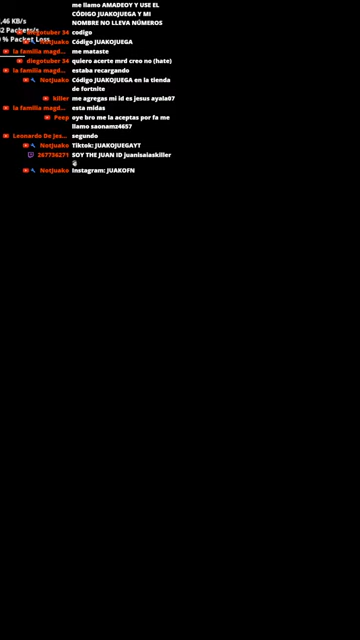 me llamo AMADEOY Y USE EL
,46 KB/s
CÓDIGO JUAKOJUEGA Y MI
NOMBRE NO LLEVA NÚMEROS
Packets/s
diegotuber 34 codigo
% Packet Loss
NotJuako Código JUAKOJUEGA
la familia magd... me mataste
diegotuber 34 quiero acerte mrd creo no (hate)
la familia magd... estaba recargando
NotJuako Código JUAKOJUEGA en la tienda
de fortnite
killer me agregas mi id es jesus ayala07
la familia magd... esta midas
Peep oye bro me la aceptas por fa me
llamo saonamz4657
Leonardo De Jes... segundo
NotJuako Tiktok: JUAKOJUEGAYT
267736271 SOY THE JUAN ID juanisaiaskiller
NotJuako Instagram: JUAKOFN